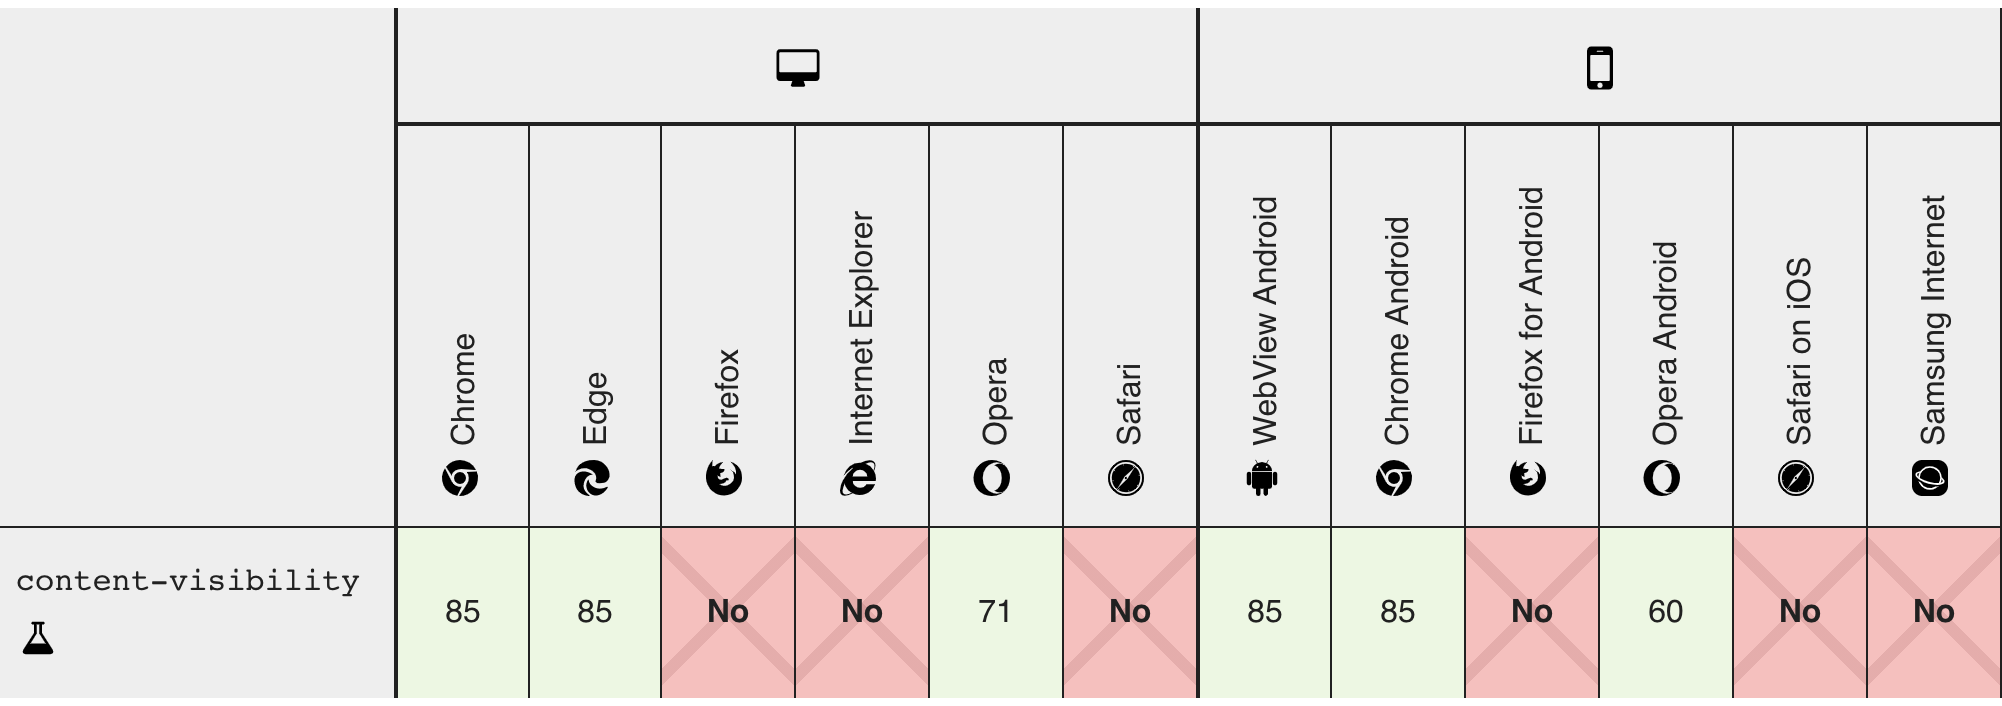 Chrome
Edge
Firefox
Internet Explorer
Opera
Safari
WebView Android
Chrome Android
Firefox for Android
Opera Android
Safari on iOS
Samsung Internet
content-visibility
85
85
No
No
71
No
85
85
No
60
No
No